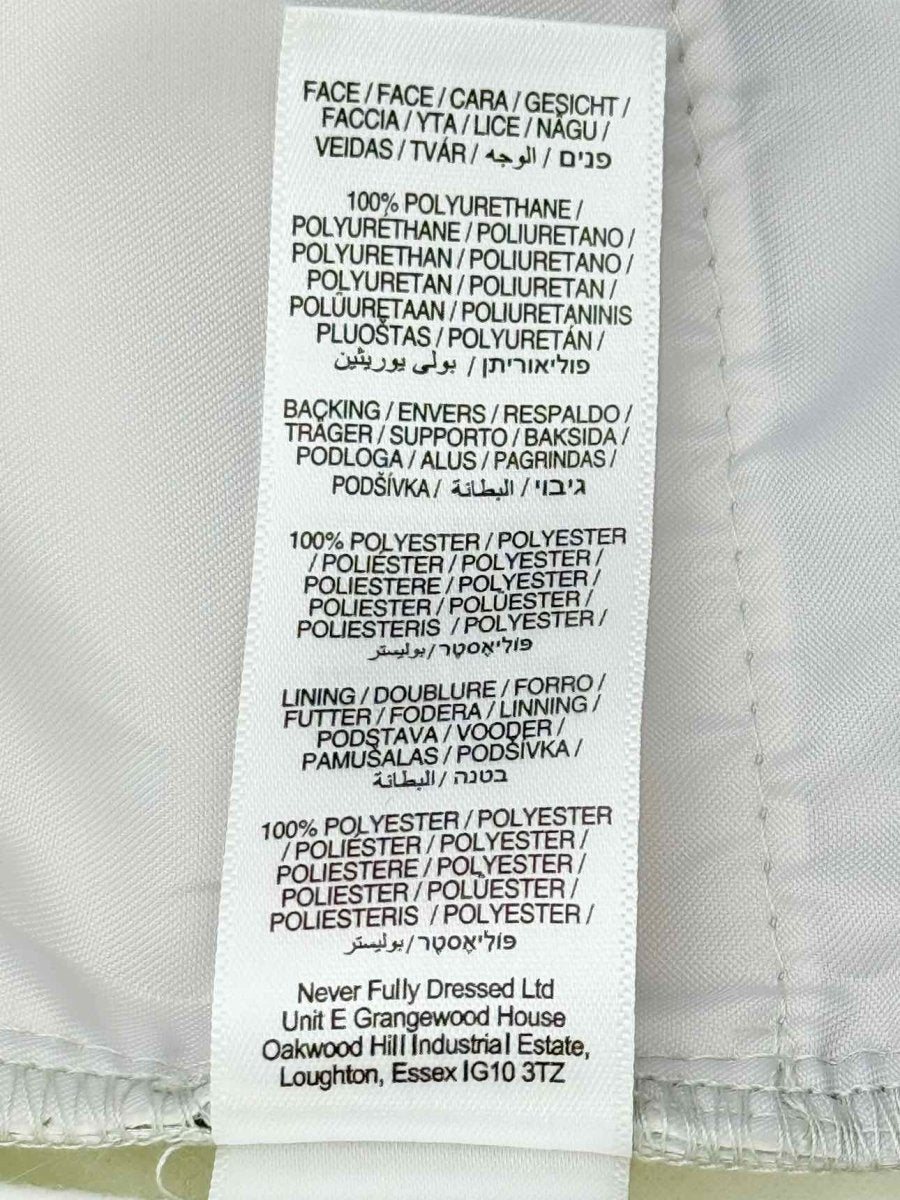 FACE / FACE / CARA / GESICHT /
FACCIA / YTA / LICE / NÄGU /
VEIDAS / TVÁR / الوجه / פנים
100% POLYURETHANE /
POLYURÉTHANE / POLIURETANO /
POLYURETHAN / POLIURETANO /
POLYURETAN / POLIURETAN /
POLÜURETAAN / POLIURETANINIS
PLUOŠTAS / POLYURETÁN /
بولي يوريثين / פוליאוריתן
BACKING / ENVERS / RESPALDO /
TRÄGER / SUPPORTO / BAKSIDA /
PODLOGA / ALUS / PAGRINDAS /
PODŠÍVKA / البطانة / גיבוי
100% POLYESTER / POLYESTER
/ POLIÉSTER / POLYESTER /
POLIESTERE / POLYESTER /
POLIESTER / POLÜESTER /
POLIESTERIS / POLYESTER /
بوليستر / פּוֹלִיאֶסטֶר
LINING / DOUBLURE / FORRO /
FUTTER / FODERA / LINNING /
PODSTAVA / VOODER /
PAMUŠALAS / PODŠÍVKA /
البطانة / בטנה
100% POLYESTER / POLYESTER
/ POLIÉSTER / POLYESTER /
POLIESTERE / POLYESTER /
POLIESTER / POLÜESTER /
POLIESTERIS / POLYESTER /
بوليستر / פּוֹלִיאֶסטֶר
Never Fully Dressed Ltd
Unit E Grangewood House
Oakwood Hill Industrial Estate,
Loughton, Essex IG10 3TZ